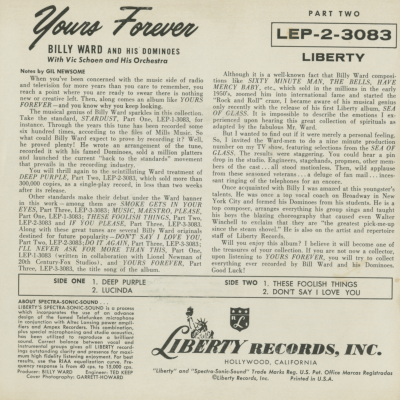 Yours Forever
BILLY WARD AND HIS DOMINOES
With Vic Schoen and His Orchestra
PART TWO
LEP-2-3083
LIBERTY
Notes by GIL NEWSOME
When you've been concerned with the music side of radio
and television for more years than you care to remember, you
reach a point where you are ready to swear there is nothing
new or creative left. Then, along comes an album like YOURS
FOREVER—and you know why you keep looking.
The musical genius of Billy Ward sparkles in this collection.
Take the standard, STARDUST, Part One, LEP-1-3083, for
instance. Through the years this tune has been recorded some
six hundred times, according to the files of Mills Music. So
what could Billy Ward expect to prove by recording it? Well,
he proved plenty! He wrote an arrangement of the tune,
recorded it with his famed Dominoes, sold over a million platters
and launched the current "back to the standards" movement
that prevails in the recording industry.
You will thrill again to the scintillating Ward treatment of
DEEP PURPLE, Part Two, LEP-2-3083, which sold more than
300,000 copies, as a single-play record, in less than two weeks
after its release.
Other standards make their debut under the Ward banner
in this work - among them are SMOKE GETS IN YOUR
EYES, Part Three, LEP-3-3083; MUSIC, MAESTRO, PLEASE,
Part One, LEP-1-3083; THESE FOOLISH THINGS, Part Two,
LEP-2-3083 and IF YOU PLEASE, Part Three, LEP-3-3083.
Along with these great tunes are several Billy Ward originals
destined for future popularity—DON'T SAY I LOVE YOU,
Part Two, LEP-2-3083; DO IT AGAIN, Part Three, LEP-3-3083;
I'LL NEVER ASK FOR MORE THAN THIS, Part One,
LEP-1-3083 (written in collaboration with Lionel Newman of
20th Century-Fox Studios), and YOURS FOREVER, Part
Three, LEP-3-3083, the title song of the album.
Although it is a well-known fact that Billy Ward composi-
tions like SIXTY MINUTE MAN, THE BELLS, HAVE
MERCY BABY, etc., which sold in the millions in the early
1950's, zoomed him into international fame and started the
"Rock and Roll" craze, I became aware of his musical genius
only recently with the release of his first Liberty album, SEA
OF GLASS. It is impossible to describe the emotions I ex-
perienced upon hearing this great collection of spirituals as
adapted by the fabulous Mr. Ward.
But I wanted to find out if it were merely a personal feeling.
So, I invited the Ward-men to do a nine minute production
number on my TV show, featuring selections from the SEA OF
GLASS. The results were staggering. You could hear a pin
drop in the studio. Engineers, stagehands, propmen, other mem-
bers of the cast . . . all stood motionless. Then, wild applause
from these seasoned veterans . . . a deluge of fan mail . . . inces-
sant ringing of the telephones for an encore.
Once acquainted with Billy I was amazed at this youngster's
talents. He was once a top vocal coach on Broadway in New
York City and formed his Dominoes from his students. He is a
top composer, arranges everything his group sings and taught
his boys the blazing choreography that caused even Walter
Winchell to exclaim that they are "the greatest pick-me-up
since the steam shovel." He is also an artist and repertoire man on the
staff of Liberty Records.
Will you enjoy this album? I believe it will become one of
the treasures of your collection. If you are not now a collector,
upon listening to YOURS FOREVER, you will try to collect
everything ever recorded by Bill Ward and his Dominoes.
Good Luck!
SIDE ONE 1. DEEP PURPLE
2. LUCINDA
SIDE TWO 1. THESE FOOLISH THINGS
2. DON'T SAY I LOVE YOU
ABOUT SPECTRA-SONIC-SOUND
LIBERTY'S SPECTRA-SONIC-SOUND is a process
which incorporates the use of an advance
design of the famed Telefunken microphone
in conjunction with Altec Lansing power ampli-
fiers and Ampex Recorders. This combination,
plus special microphoning and studio acoustics,
has been utilized to reproduce a brilliant
sound. Correct balance between vocal and
instrumental groups gives all LIBERTY record-
ings outstanding clarity and presence for maxi-
mum high fidelity listening enjoyment. For best
results, use the RIAA equalization curve. Fre-
quency response is from 40 cps. to 15,000 cps.
Producer: BILLY WARD Engineer: TED KEEP
Cover Photography: GARRETT-HOWARD
LIBERTY RECORDS, INC.
HOLLYWOOD, CALIFORNIA
"Liberty" and "Spectra-Sonic-Sound" Trade Marks Reg. U.S. Pat. Office Marcas Registradas
©Liberty Records, Inc. Printed in U.S.A.